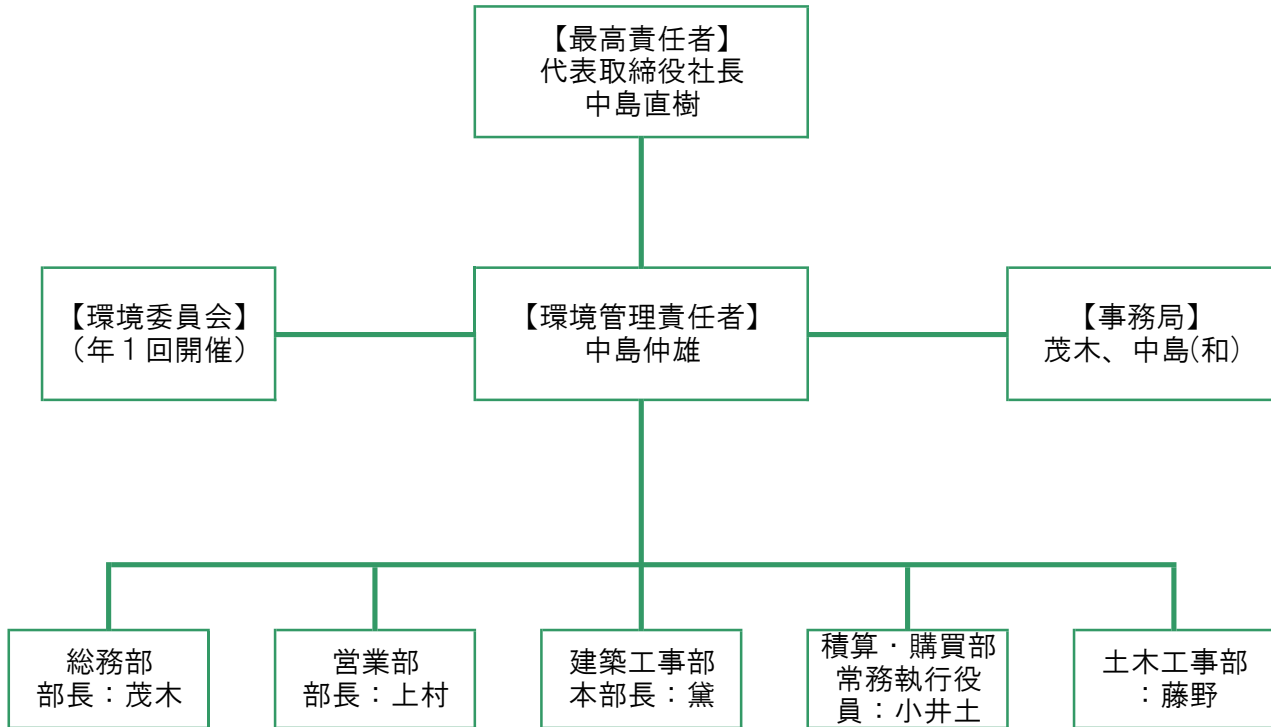 【最高責任者】
代表取締役社長
中島直樹
【環境委員会】
（年１回開催）
【環境管理責任者】
中島仲雄
【事務局】
茂木、中島(和)
総務部
部長：茂木
営業部
部長：上村
建築工事部
本部長：黛
積算・購買部
常務執行役
員：小井土
土木工事部
：藤野